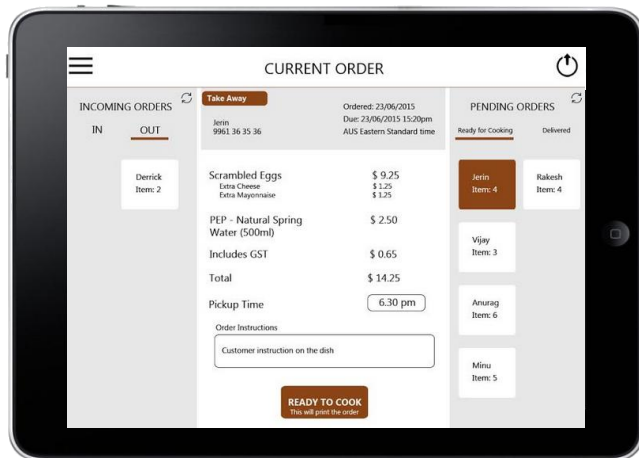 CURRENT ORDER
INCOMING ORDERS
IN OUT
Derrick
Item: 2
Take Away
Jerin
9961 36 35 36
Ordered: 23/06/2015
Due: 23/06/2015 15:20pm
AUS Eastern Standard time
Scrambled Eggs $ 9.25
Extra Cheese $ 1.25
Extra Mayonnaise $ 1.25
PEP - Natural Spring $ 2.50
Water (500ml)
Includes GST $ 0.65
Total $ 14.25
Pickup Time 6.30 pm
Order Instructions
Customer instruction on the dish
READY TO COOK
This will print the order
PENDING ORDERS
Ready for Cooking Delivered
Jerin
Item: 4
Rakesh
Item: 4
Vijay
Item: 3
Anurag
Item: 6
Minu
Item: 5